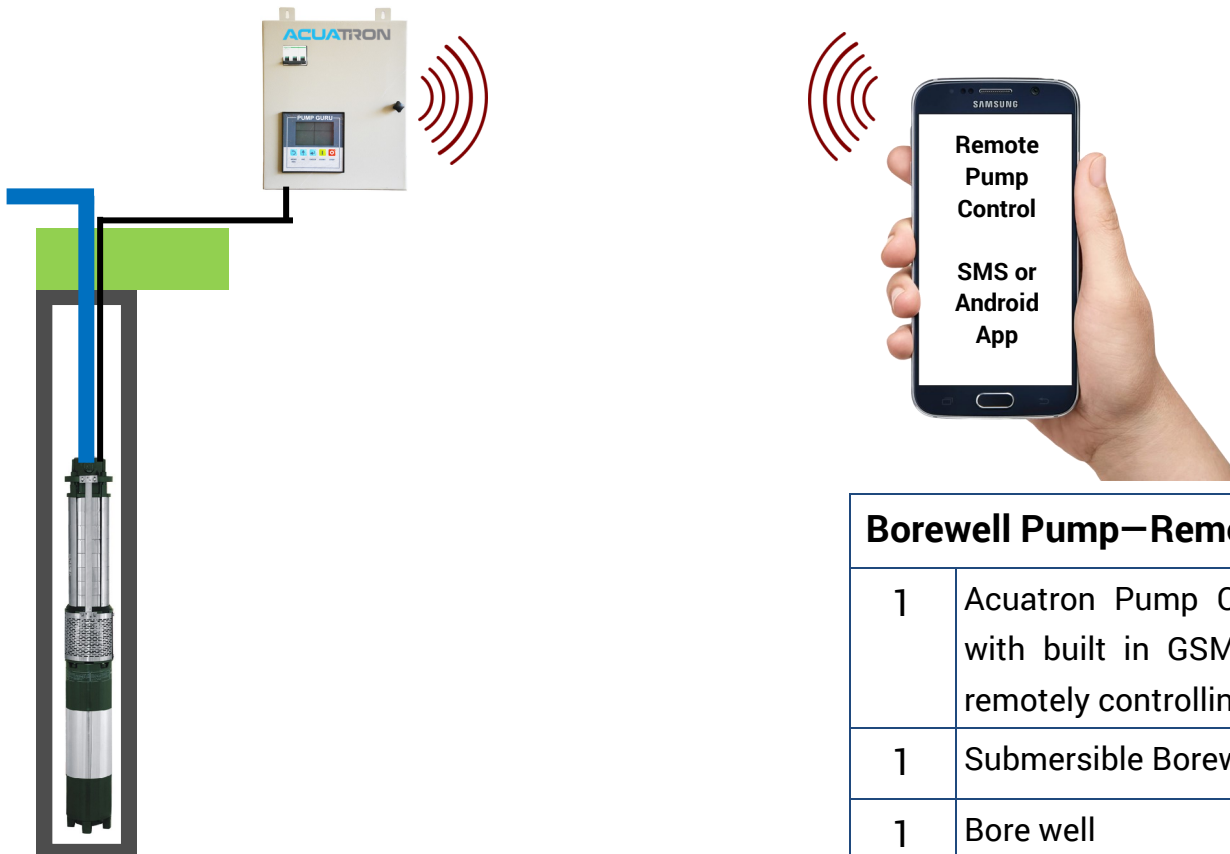 ACUATRON
PUMP GURU
SAMSUNG
Remote
Pump
Control
SMS or
Android
App
Borewell Pump—Remo
1 Acuatron Pump C
with built in GSM
remotely controllin
1 Submersible Borew
1 Bore well